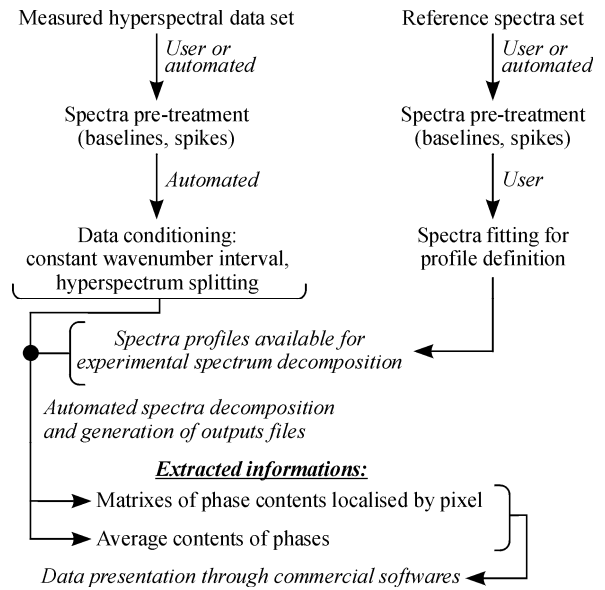 Measured hyperspectral data set
User or
automated
Spectra pre-treatment
(baselines, spikes)
Automated
Data conditioning:
constant wavenumber interval,
hyperspectrum splitting
Reference spectra set
User
or automated
Spectra pre-treatment
(baselines, spikes)
User
Spectra fitting for
profile definition
Spectra profiles available for
experimental spectrum decomposition
Automated spectra decomposition
and generation of outputs files
Extracted informations:
Matrixes of phase contents localised by pixel
Average contents of phases
Data presentation through commercial softwares